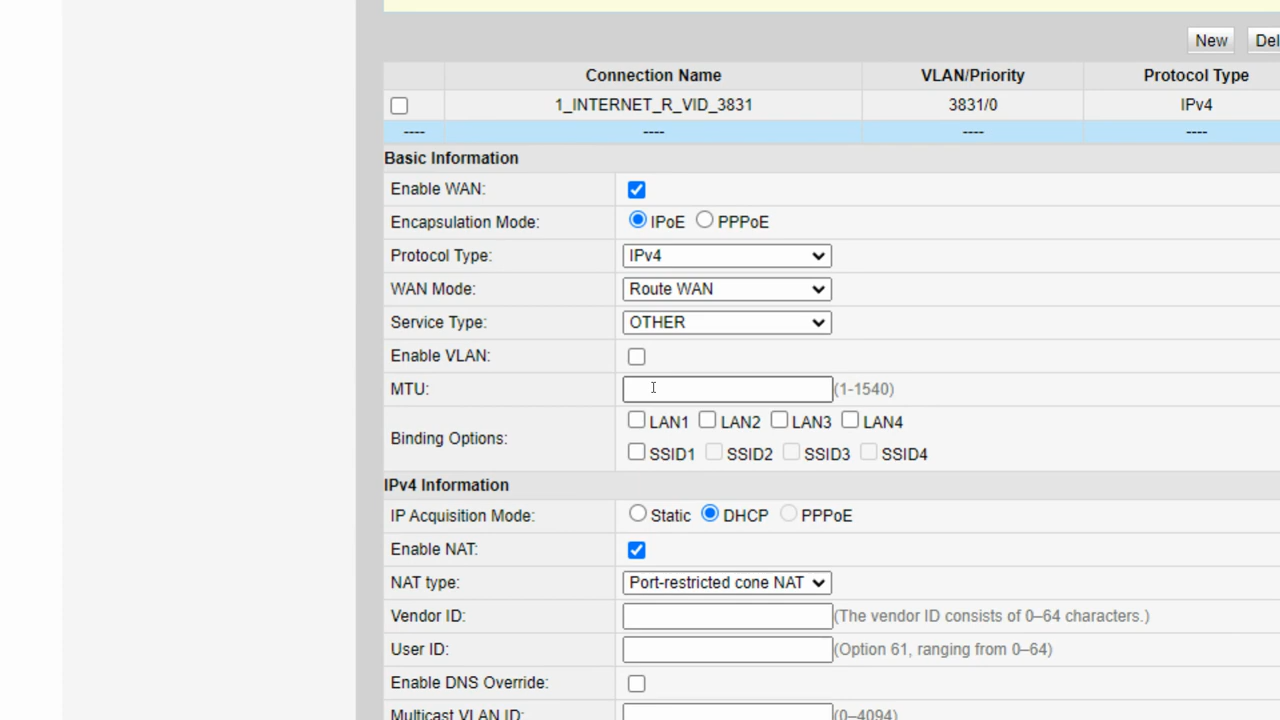 New Del
Connection Name VLAN/Priority Protocol Type
1_INTERNET_R_VID_3831 3831/0 IPv4
---- ---- ---- ----
Basic Information
Enable WAN:
Encapsulation Mode: IPoE PPPoE
Protocol Type: IPv4
WAN Mode: Route WAN
Service Type: OTHER
Enable VLAN:
MTU: (1-1540)
Binding Options: LAN1 LAN2 LAN3 LAN4
SSID1 SSID2 SSID3 SSID4
IPv4 Information
IP Acquisition Mode: Static DHCP PPPoE
Enable NAT:
NAT type: Port-restricted cone NAT
Vendor ID: (The vendor ID consists of 0–64 characters.)
User ID: (Option 61, ranging from 0–64)
Enable DNS Override:
Multicast VLAN ID: (0–4094)